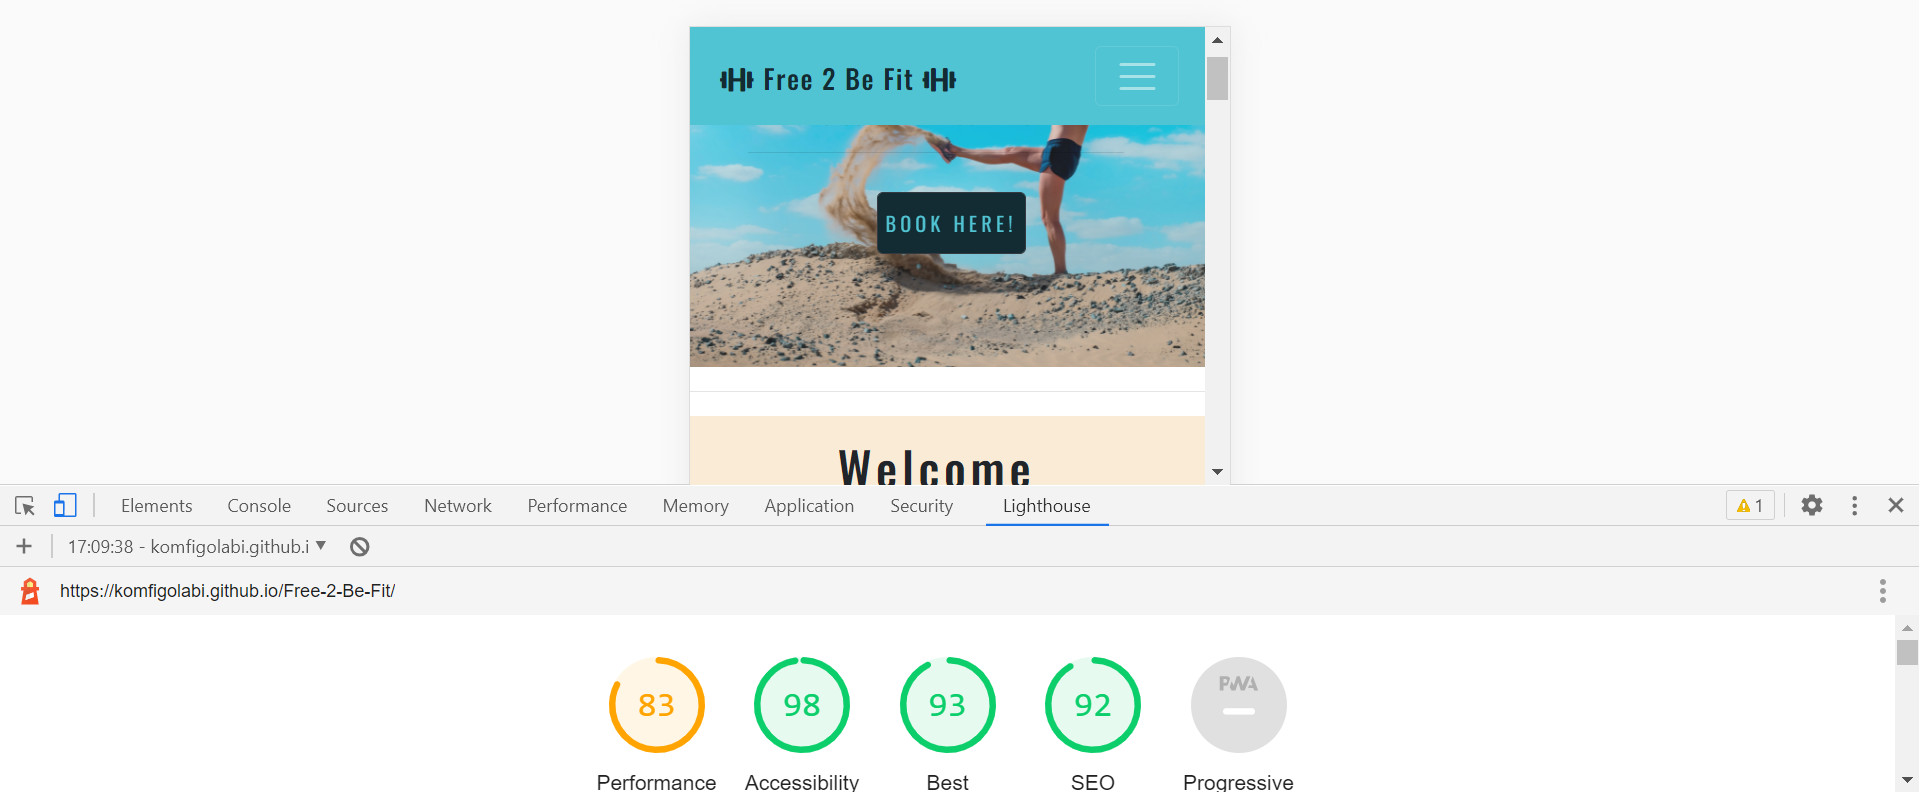 Free 2 Be Fit
BOOK HERE!
Welcome
Elements Console Sources Network Performance Memory Application Security Lighthouse 1
17:09:38 - komfigolabi.github.i
https://komfigolabi.github.io/Free-2-Be-Fit/
83 98 93 92 PWA
Performance Accessibility Best SEO Progressive